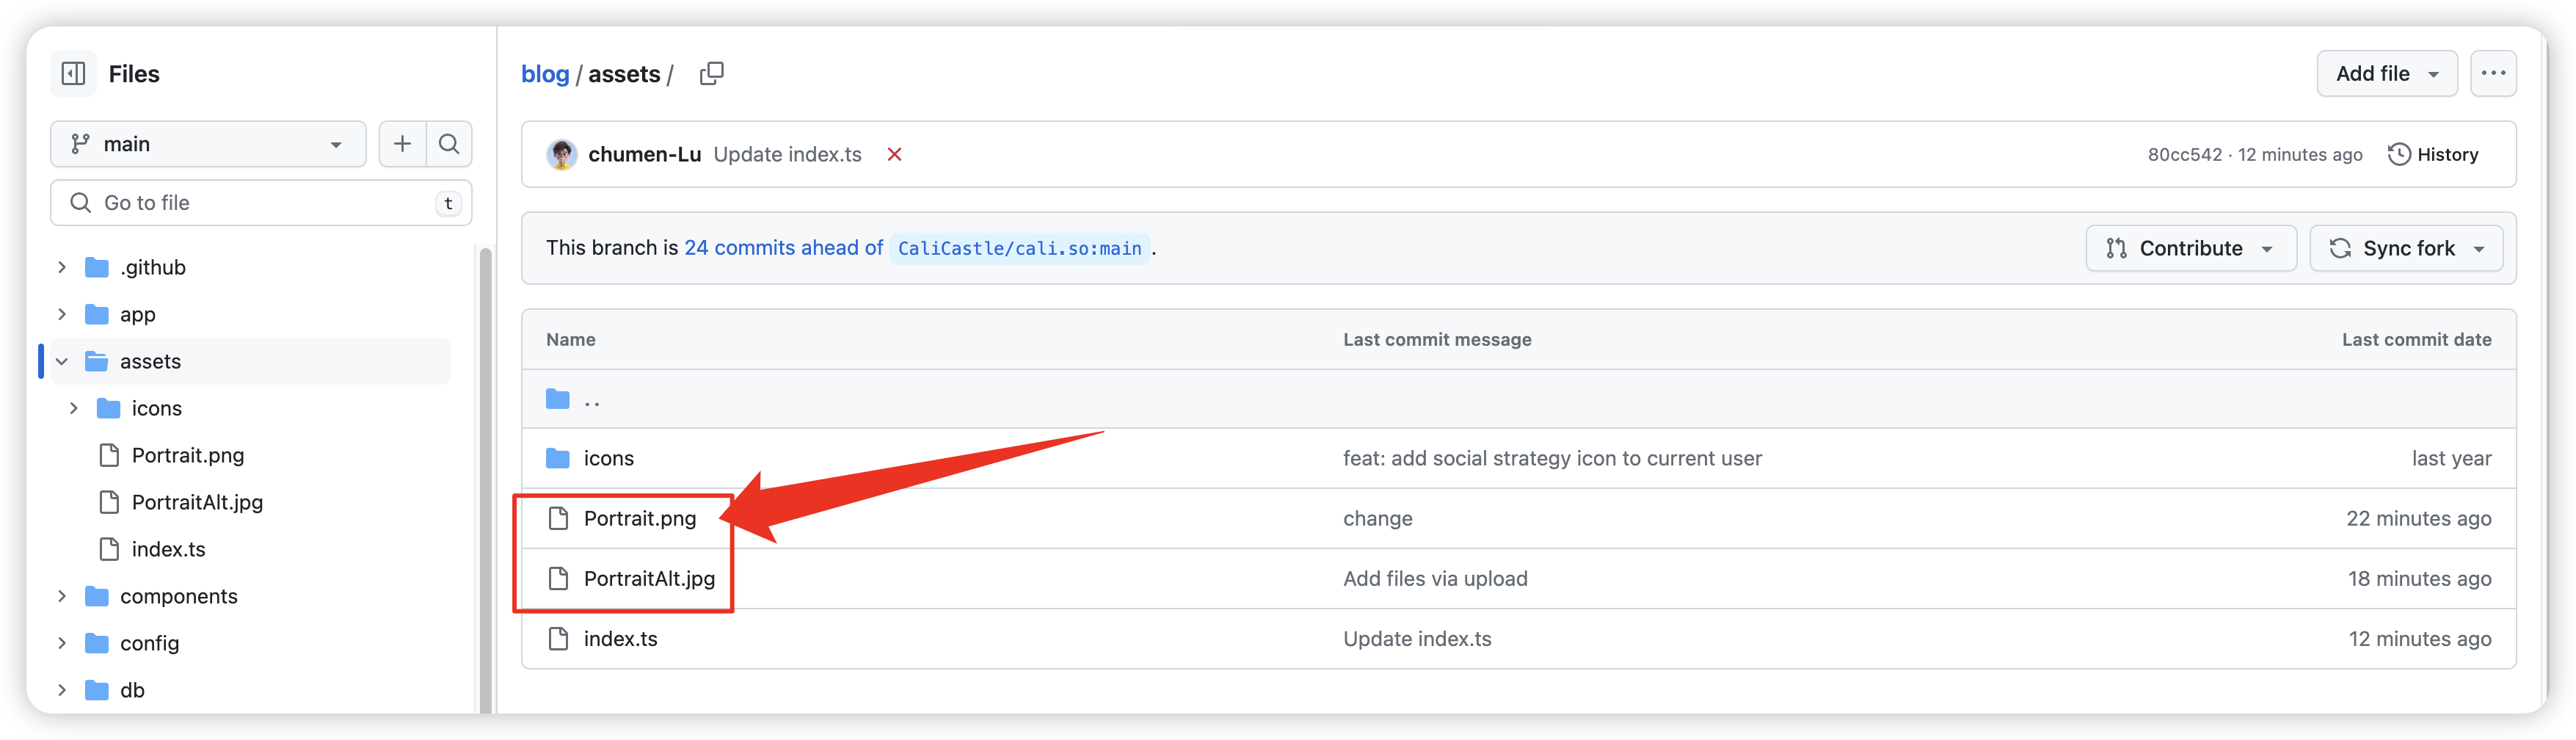 Files
main
Go to file
t
.github
app
assets
icons
Portrait.png
PortraitAlt.jpg
index.ts
components
config
db
blog / assets /
Add file
chumen-Lu Update index.ts
80cc542 · 12 minutes ago History
This branch is 24 commits ahead of CaliCastle/cali.so:main .
Contribute
Sync fork
Name Last commit message Last commit date
..
icons feat: add social strategy icon to current user last year
Portrait.png change 22 minutes ago
PortraitAlt.jpg Add files via upload 18 minutes ago
index.ts Update index.ts 12 minutes ago